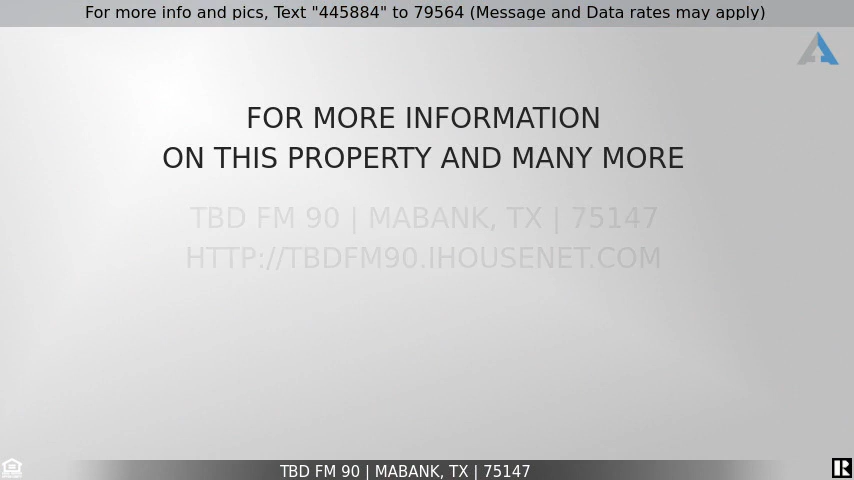 For more info and pics, Text "445884" to 79564 (Message and Data rates may apply)
FOR MORE INFORMATION
ON THIS PROPERTY AND MANY MORE
TBD FM 90 | MABANK, TX | 75147
HTTP://TBDFM90.IHOUSENET.COM
TBD FM 90 | MABANK, TX | 75147